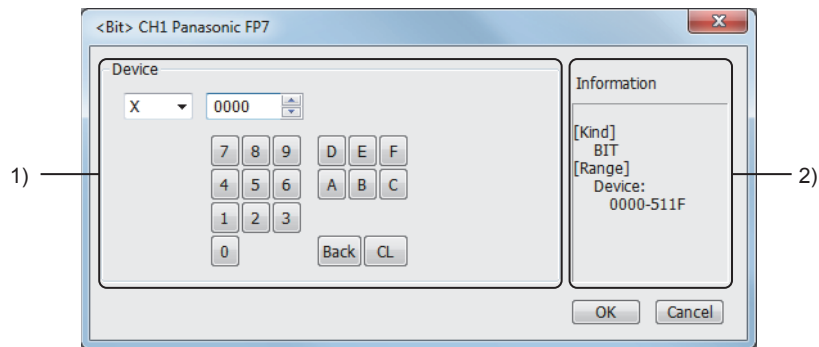 <Bit> CH1 Panasonic FP7
x
Device
X 0000
7 8 9 D E F
4 5 6 A B C
1 2 3
0 Back CL
Information
[Kind]
BIT
[Range]
Device:
0000-511F
1)
2)
OK Cancel